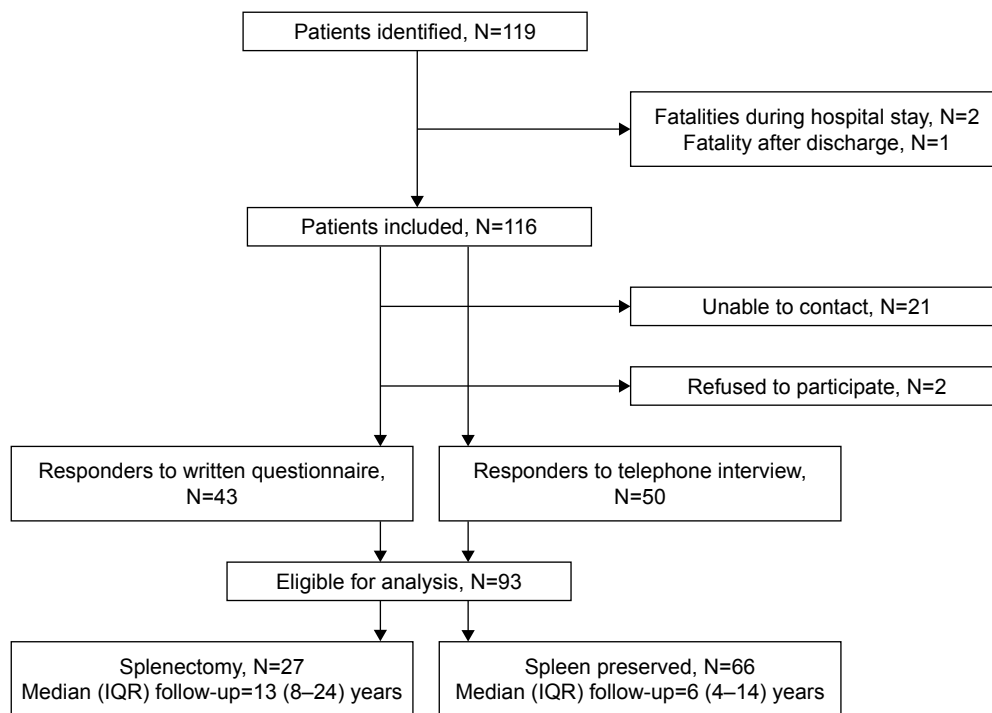 Patients identified, N=119
Fatalities during hospital stay, N=2
Fatality after discharge, N=1
Patients included, N=116
Unable to contact, N=21
Refused to participate, N=2
Responders to written questionnaire,
N=43
Responders to telephone interview,
N=50
Eligible for analysis, N=93
Splenectomy, N=27
Median (IQR) follow-up=13 (8–24) years
Spleen preserved, N=66
Median (IQR) follow-up=6 (4–14) years